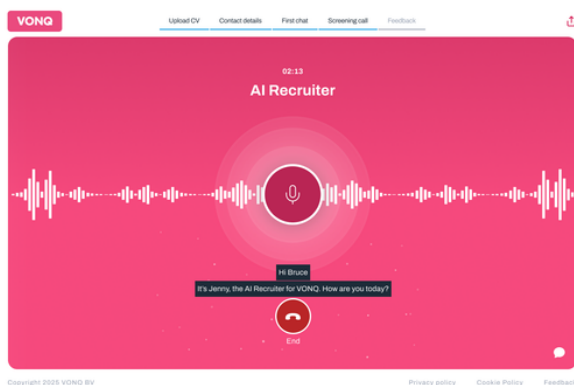 VONQ
Upload CV
Contact details
First chat
Screening call
Feedback
02:13
AI Recruiter
Hi Bruce
It's Jenny, the AI Recruiter for VONQ. How are you today?
End
Copyright 2025 VONQ BV
Privacy policy
Cookie Policy
Feedback